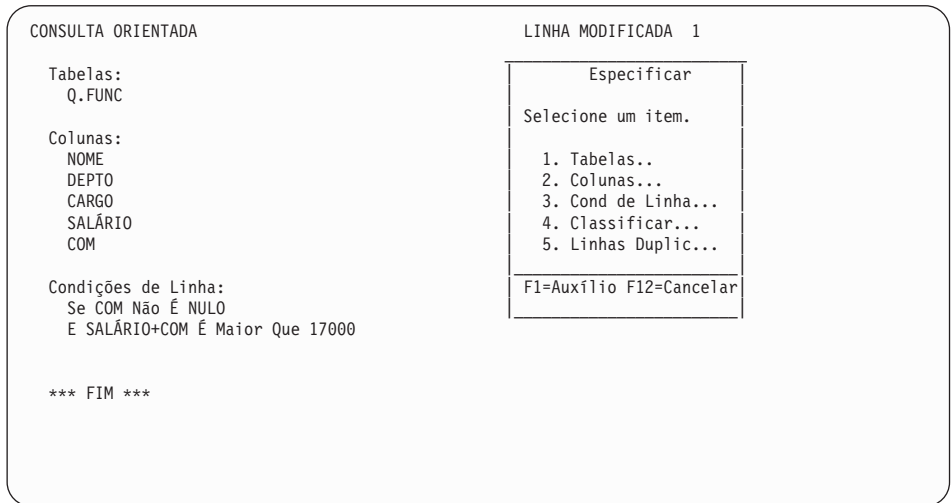 CONSULTA ORIENTADA LINHA MODIFICADA 1
Tabelas:
Q.FUNC
Colunas:
NOME
DEPTO
CARGO
SALÁRIO
COM
Condições de Linha:
Se COM Não É NULO
E SALÁRIO+COM É Maior Que 17000
*** FIM ***
Especificar
Selecione um item.
1. Tabelas..
2. Colunas...
3. Cond de Linha...
4. Classificar...
5. Linhas Duplic...
F1=Auxílio F12=Cancelar